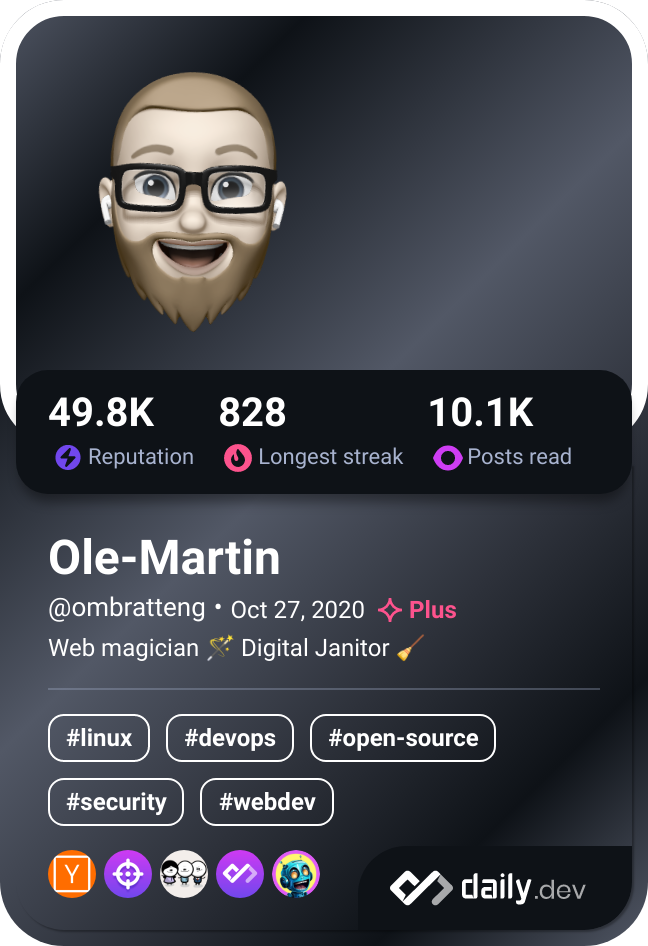 49.8K 828 10.1K
Reputation Longest streak Posts read
Ole-Martin
@ombratteng • Oct 27, 2020 Plus
Web magician 🪄 Digital Janitor 🧹
#linux #devops #open-source
#security #webdev
Y
daily.dev